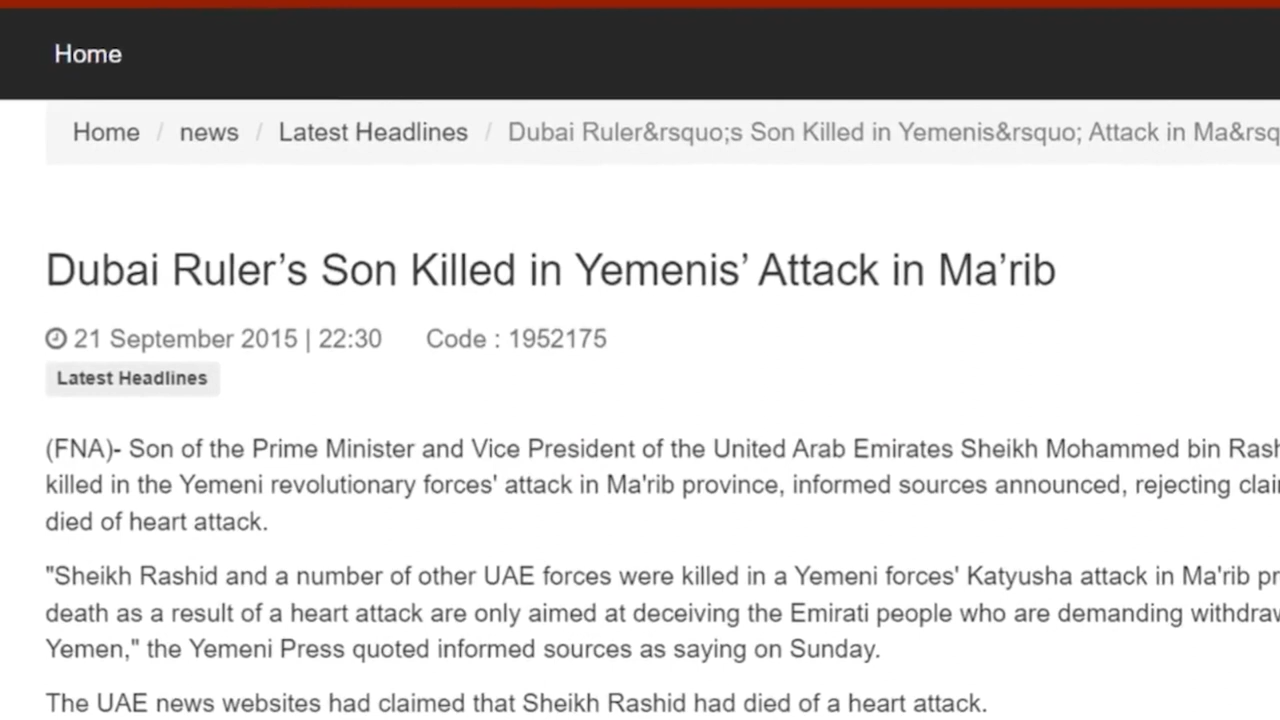 Home
Home / news / Latest Headlines / Dubai Ruler&rsquo;s Son Killed in Yemenis&rsquo; Attack in Ma&rsq
Dubai Ruler’s Son Killed in Yemenis’ Attack in Ma’rib
21 September 2015 | 22:30 Code : 1952175
Latest Headlines
(FNA)- Son of the Prime Minister and Vice President of the United Arab Emirates Sheikh Mohammed bin Rash
killed in the Yemeni revolutionary forces' attack in Ma'rib province, informed sources announced, rejecting clai
died of heart attack.
"Sheikh Rashid and a number of other UAE forces were killed in a Yemeni forces' Katyusha attack in Ma'rib pr
death as a result of a heart attack are only aimed at deceiving the Emirati people who are demanding withdraw
Yemen," the Yemeni Press quoted informed sources as saying on Sunday.
The UAE news websites had claimed that Sheikh Rashid had died of a heart attack.